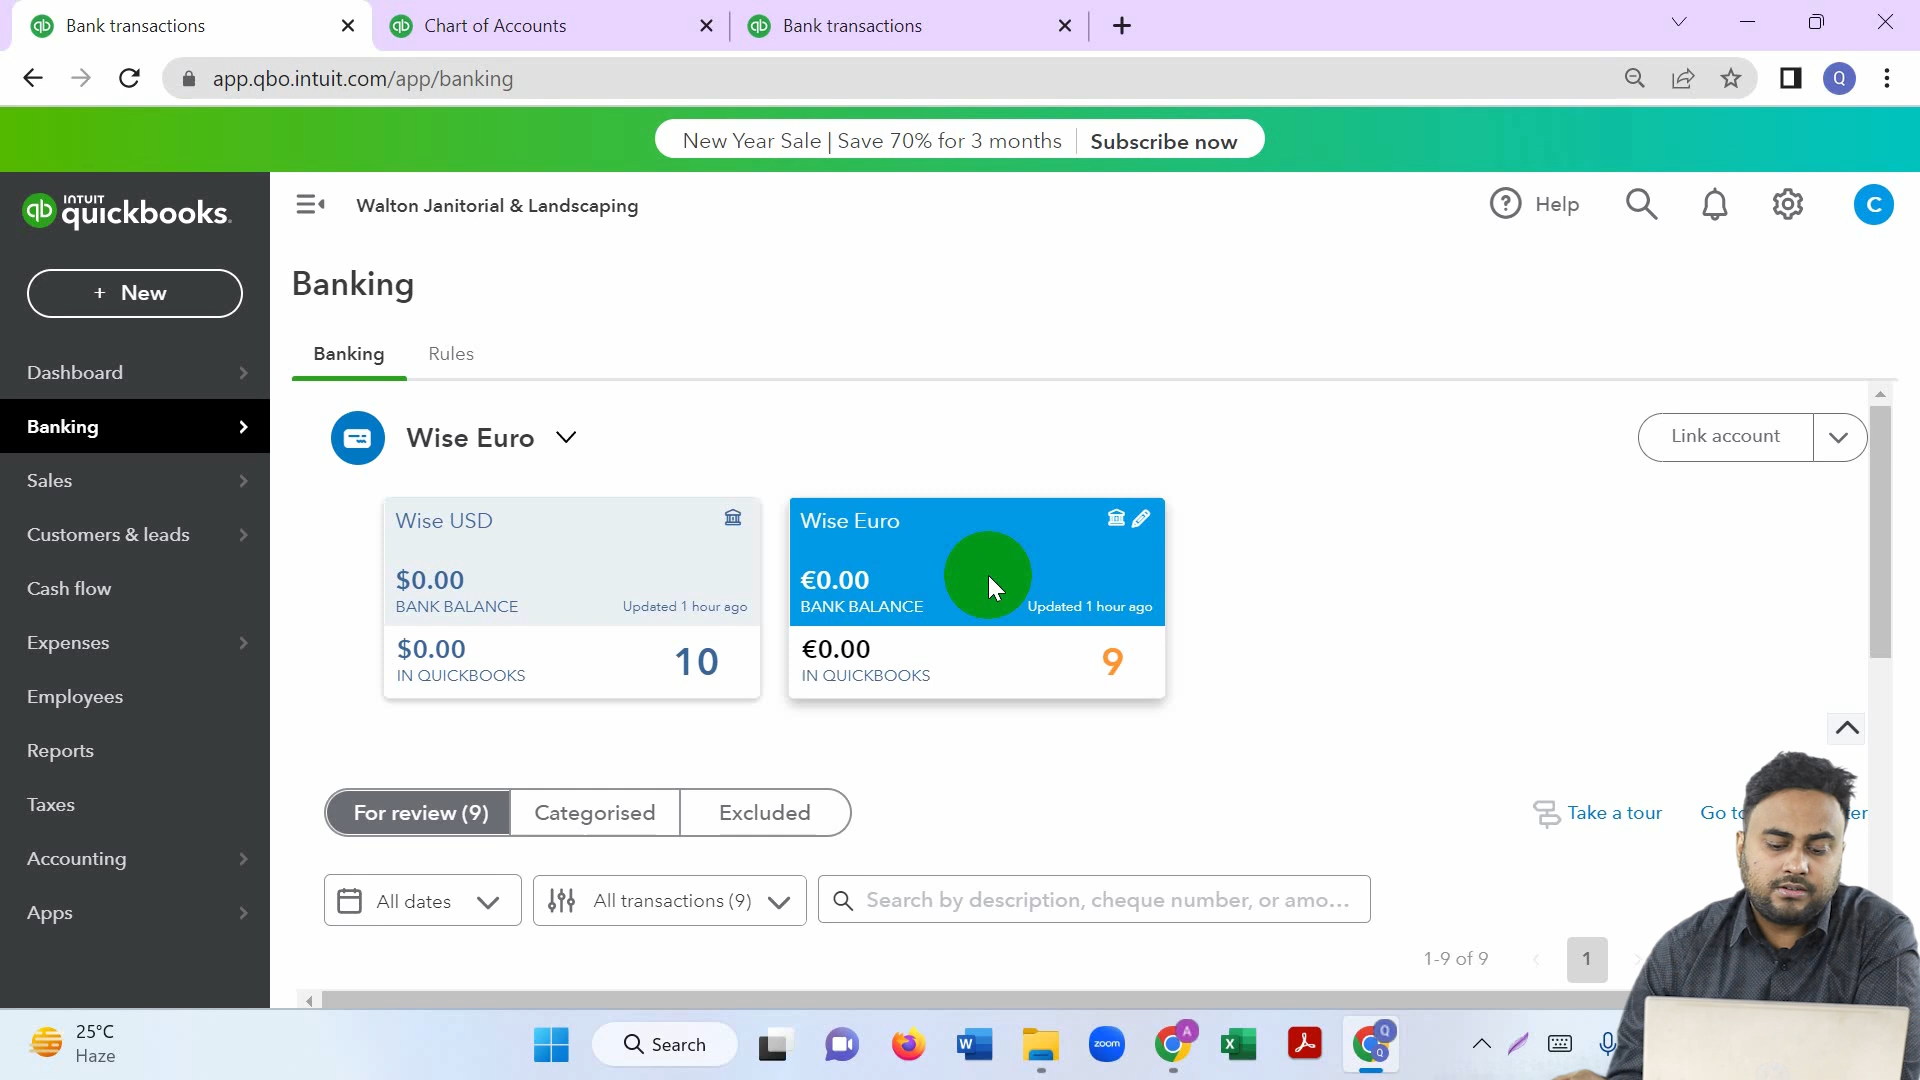 Bank transactions
Chart of Accounts
Bank transactions
app.qbo.intuit.com/app/banking
Q
New Year Sale | Save 70% for 3 months
Subscribe now
INTUIT
quickbooks.
Walton Janitorial & Landscaping
Help
C
+ New
Banking
Dashboard
Banking
Sales
Customers & leads
Cash flow
Expenses
Employees
Reports
Taxes
Accounting
Apps
Banking
Rules
Wise Euro
Link account
Wise USD
$0.00
BANK BALANCE
Updated 1 hour ago
$0.00
IN QUICKBOOKS
10
Wise Euro
€0.00
BANK BALANCE
Updated 1 hour ago
€0.00
IN QUICKBOOKS
9
For review (9)
Categorised
Excluded
Take a tour
Go to
All dates
All transactions (9)
Search by description, cheque number, or amo...
1-9 of 9
1
25°C
Haze
Search
zoom